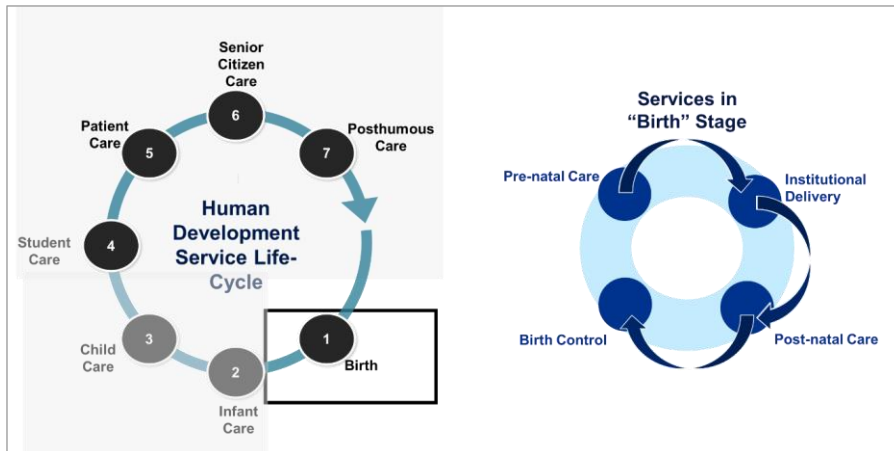 Senior
Citizen
Care
6
Patient
Care
5
7
Posthumous
Care
Human
Development
Service Life-
Cycle
Student
Care
4
3
Child
Care
2
Infant
Care
1
Birth
Services in
“Birth” Stage
Pre-natal Care
Institutional
Delivery
Birth Control
Post-natal Care